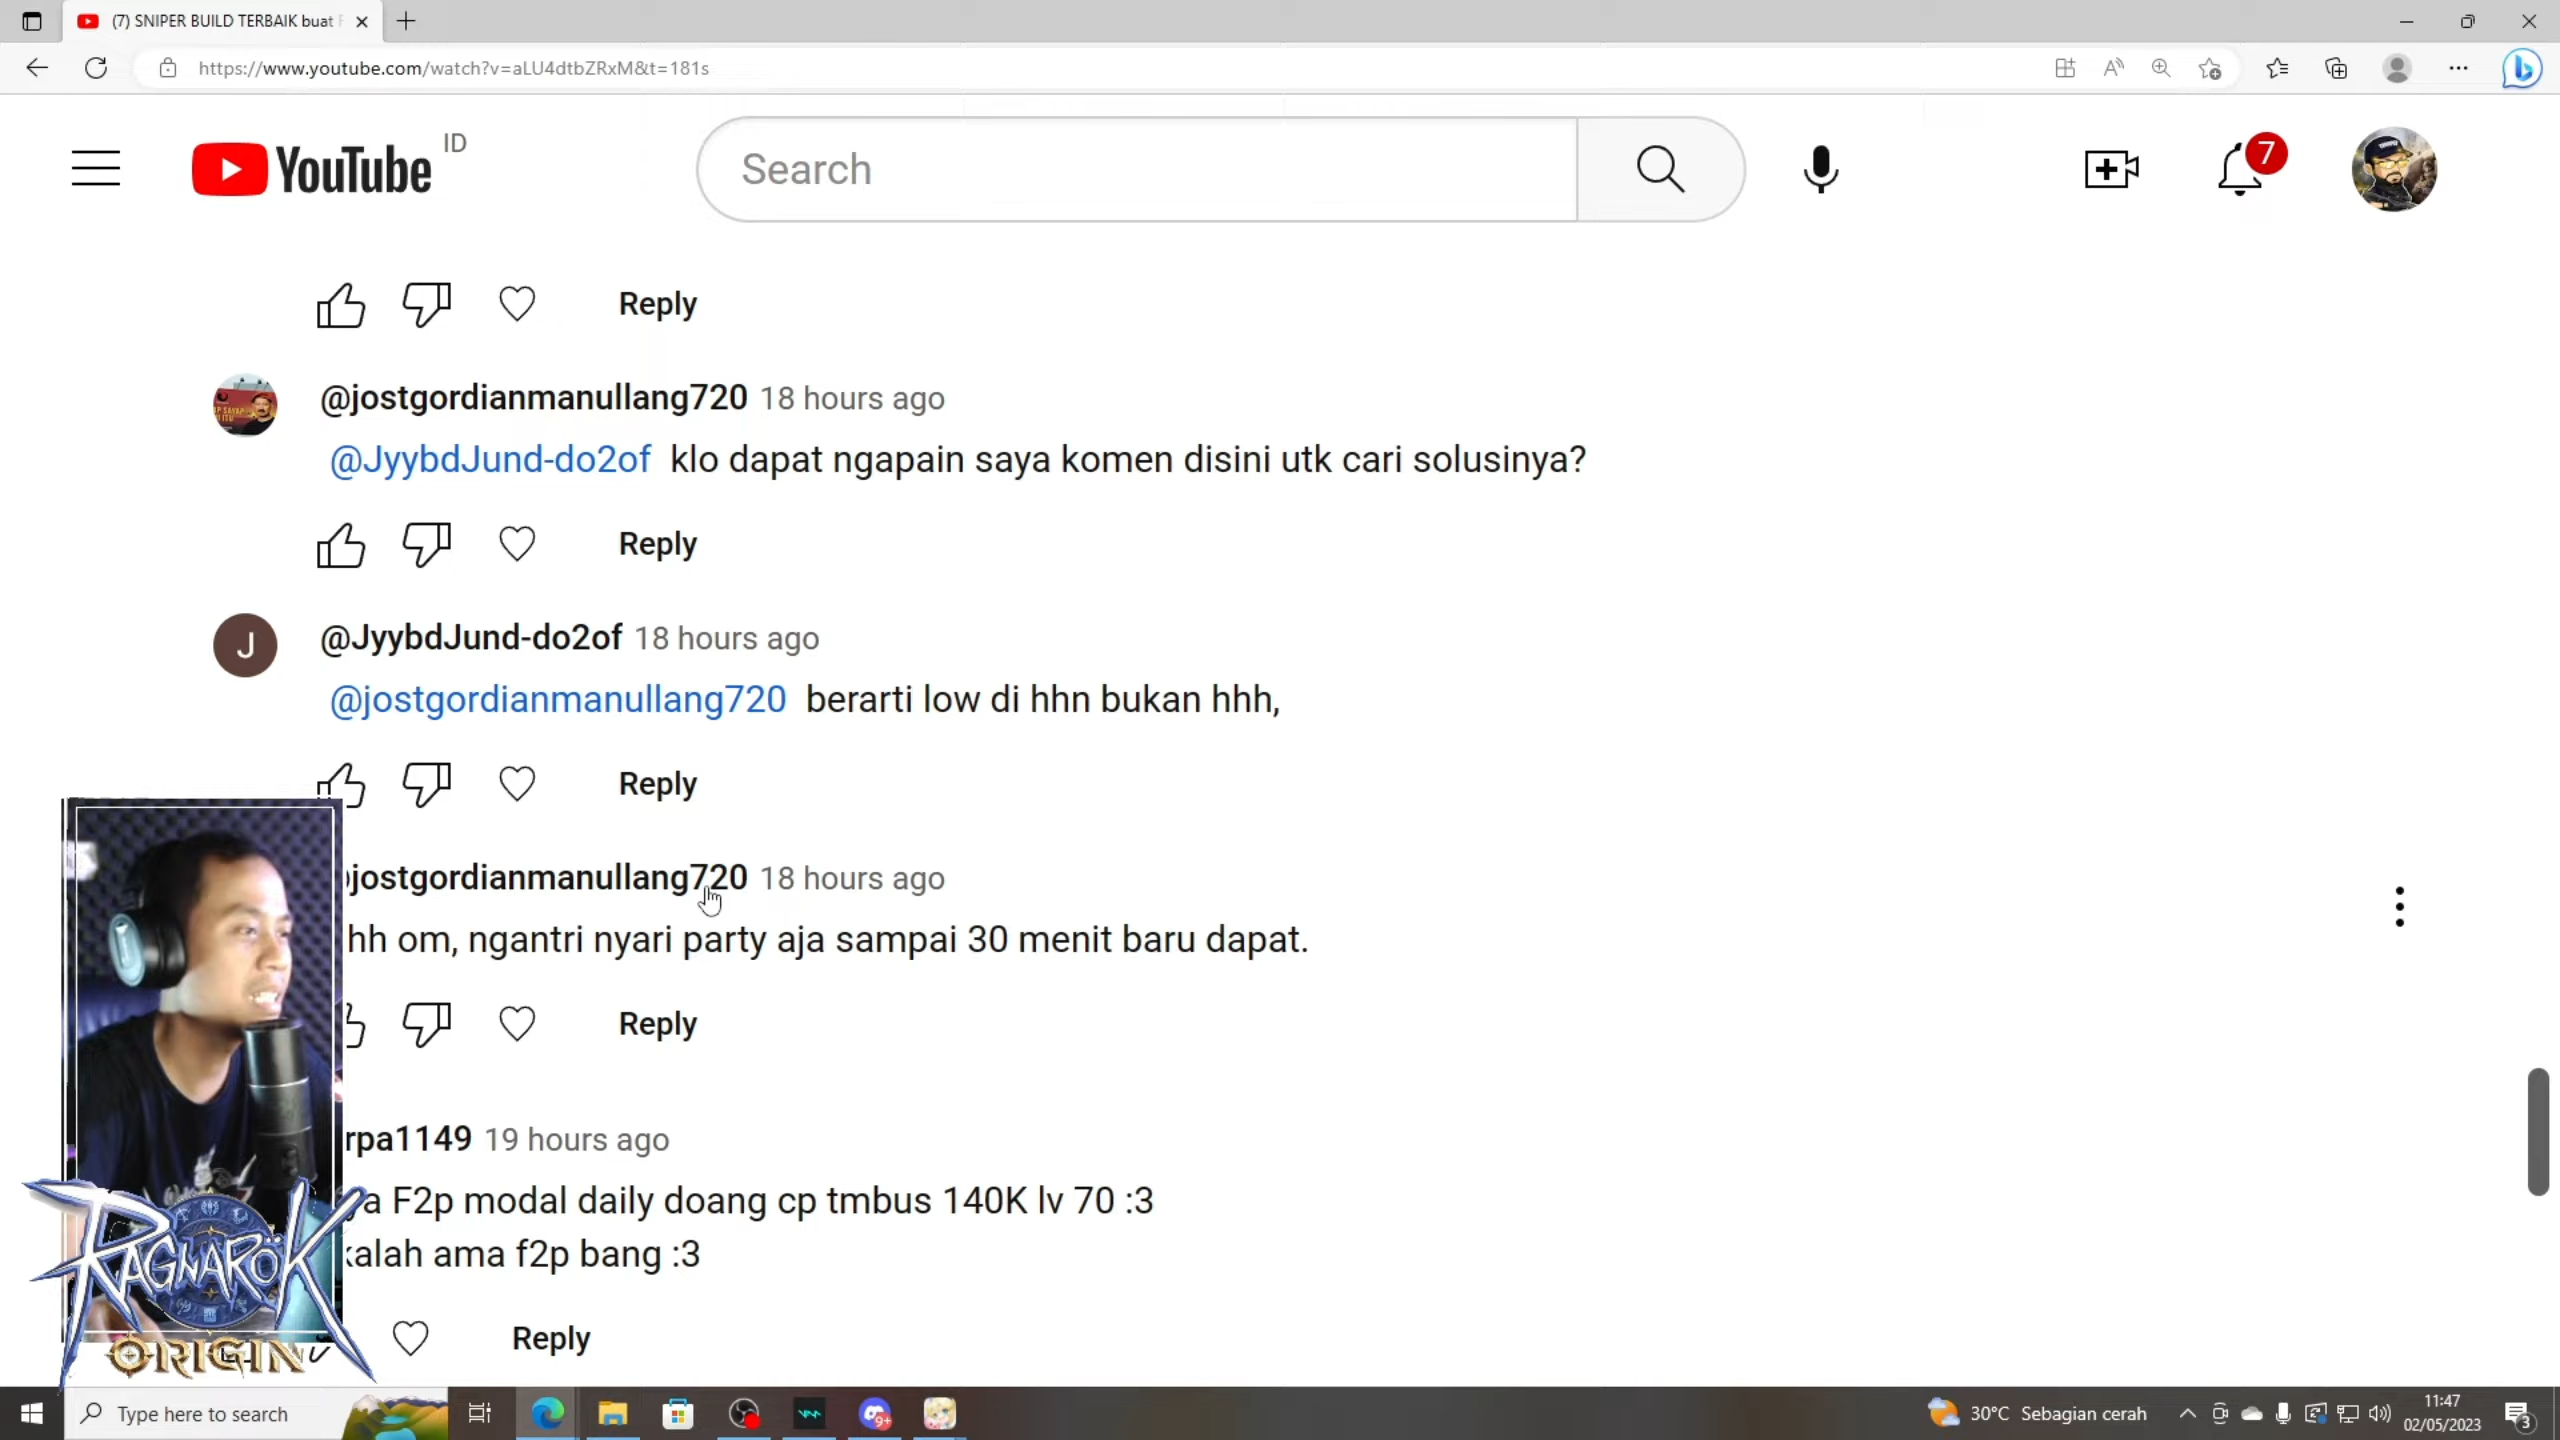 (7) SNIPER BUILD TERBAIK buat
https://www.youtube.com/watch?v=aLU4dtbZRxM&t=181s
YouTube ID
Search
7
Reply
@jostgordianmanullang720 18 hours ago
@JyybdJund-do2of klo dapat ngapain saya komen disini utk cari solusinya?
Reply
J
@JyybdJund-do2of 18 hours ago
@jostgordianmanullang720 berarti low di hhn bukan hhh,
Reply
jostgordianmanullang720 18 hours ago
hh om, ngantri nyari party aja sampai 30 menit baru dapat.
Reply
rpa1149 19 hours ago
F2p modal daily doang cp tmbus 140K lv 70 :3
kalah ama f2p bang :3
Reply
RAGNAROK
ORIGIN
Type here to search
9+
30°C Sebagian cerah
11:47
02/05/2023
3